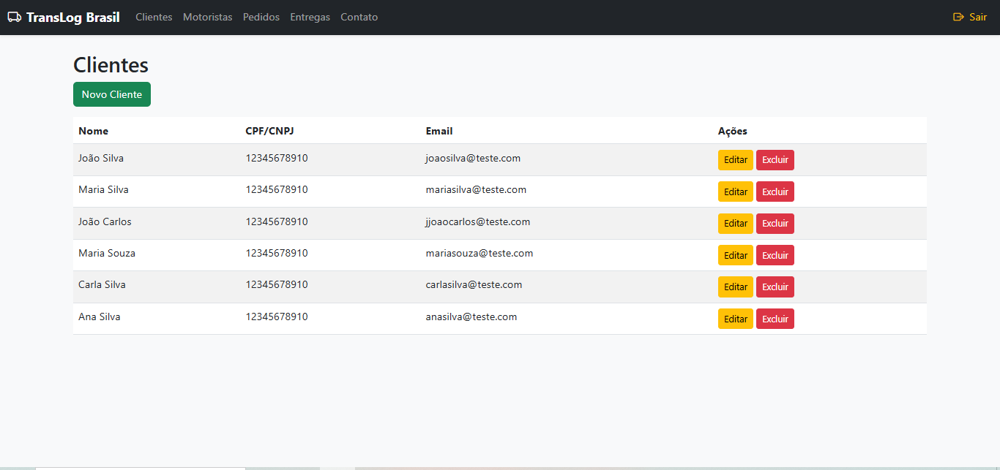 TransLog Brasil Clientes Motoristas Pedidos Entregas Contato Sair
Clientes
Novo Cliente
Nome CPF/CNPJ Email Ações
João Silva 12345678910 joaosilva@teste.com Editar Excluir
Maria Silva 12345678910 mariasilva@teste.com Editar Excluir
João Carlos 12345678910 jjoaocarlos@teste.com Editar Excluir
Maria Souza 12345678910 mariasouza@teste.com Editar Excluir
Carla Silva 12345678910 carlasilva@teste.com Editar Excluir
Ana Silva 12345678910 anasilva@teste.com Editar Excluir